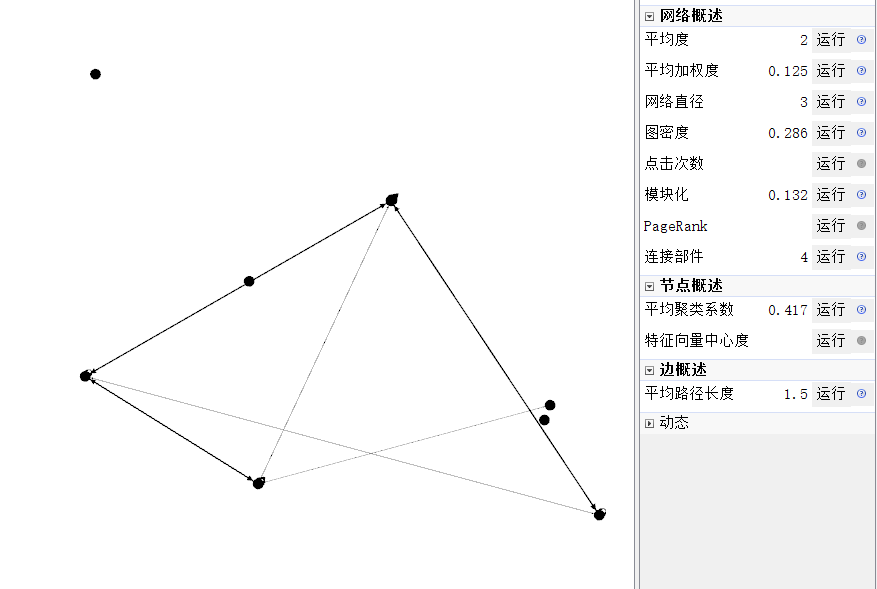 网络概述
平均度 2 运行
平均加权度 0.125 运行
网络直径 3 运行
图密度 0.286 运行
点击次数 运行
模块化 0.132 运行
PageRank 运行
连接部件 4 运行
节点概述
平均聚类系数 0.417 运行
特征向量中心度 运行
边概述
平均路径长度 1.5 运行
动态